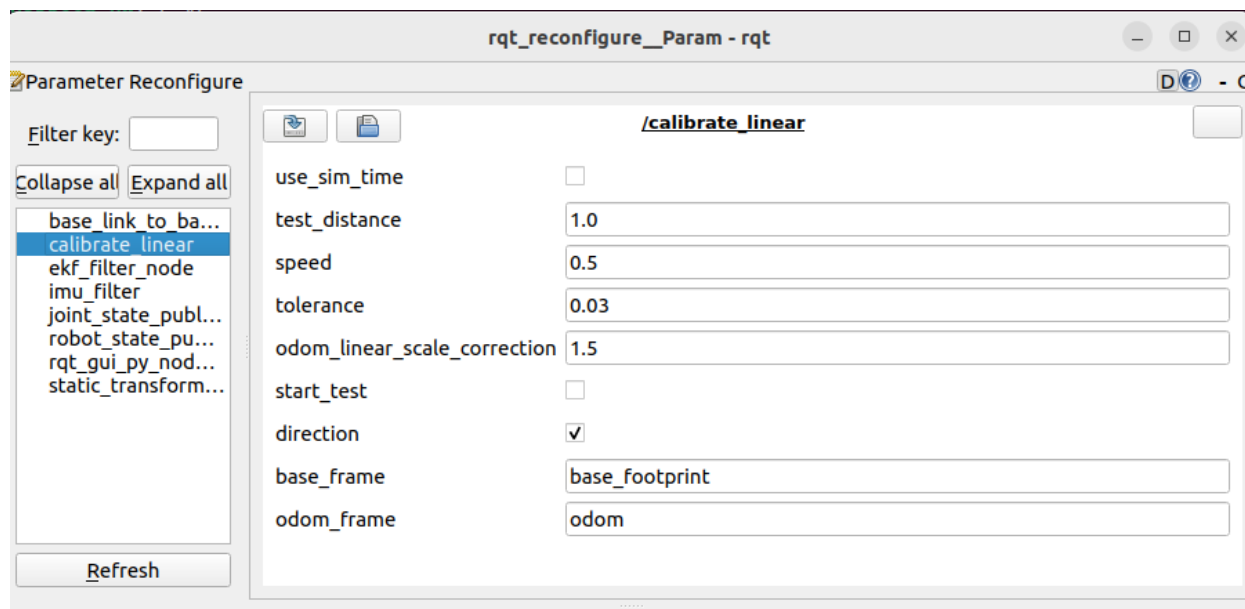 rqt_reconfigure__Param - rqt
Parameter Reconfigure
D
?
- C
Filter key:
/calibrate_linear
Collapse all
Expand all
use_sim_time
base_link_to_ba...
test_distance
1.0
calibrate_linear
speed
0.5
ekf_filter_node
imu_filter
tolerance
0.03
joint_state_publ...
robot_state_pu...
odom_linear_scale_correction
1.5
rqt_gui_py_nod...
static_transform...
start_test
direction
base_frame
base_footprint
odom_frame
odom
Refresh